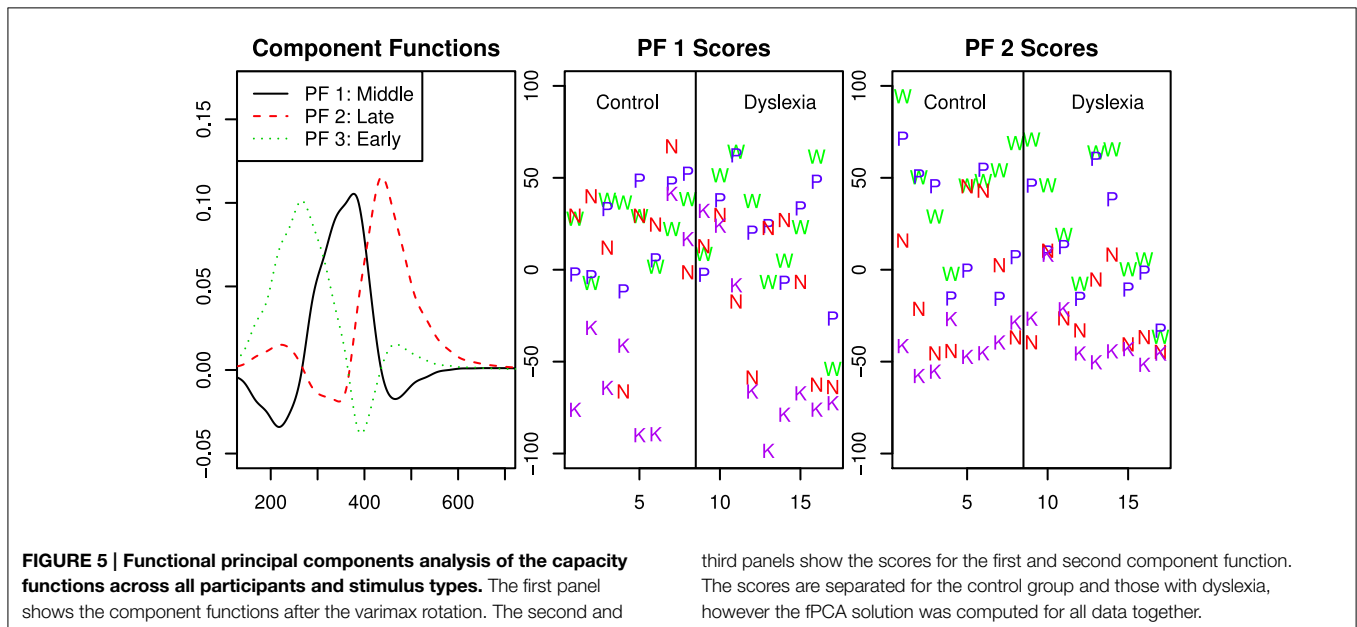 Component Functions
PF 1 Scores
PF 2 Scores
PF 1: Middle
PF 2: Late
PF 3: Early
0.15
0.10
0.05
0.00
−0.05
200
400
600
Control
Dyslexia
100
50
0
−50
−100
5
10
15
Control
Dyslexia
100
50
0
−50
−100
5
10
15
FIGURE 5 | Functional principal components analysis of the capacity
functions across all participants and stimulus types. The first panel
shows the component functions after the varimax rotation. The second and
third panels show the scores for the first and second component function.
The scores are separated for the control group and those with dyslexia,
however the fPCA solution was computed for all data together.